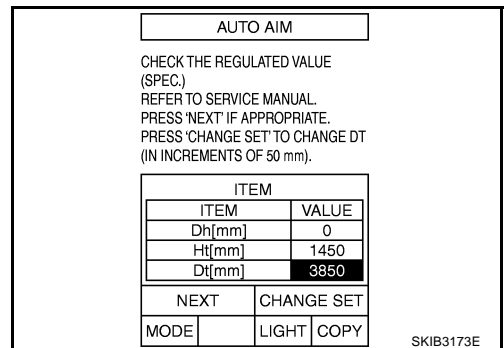 AUTO AIM
CHECK THE REGULATED VALUE
(SPEC.)
REFER TO SERVICE MANUAL.
PRESS 'NEXT' IF APPROPRIATE.
PRESS 'CHANGE SET' TO CHANGE DT
(IN INCREMENTS OF 50 mm).
ITEM
ITEM VALUE
Dh[mm] 0
Ht[mm] 1450
Dt[mm] 3850
NEXT CHANGE SET
MODE LIGHT COPY
SKIB3173E